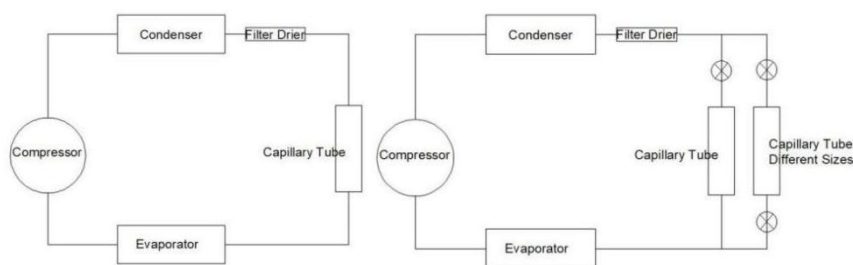 Condenser
Filter Drier
Compressor
Capillary Tube
Evaporator
Condenser
Filter Drier
Compressor
Capillary Tube
Capillary Tube
Different Sizes
Evaporator